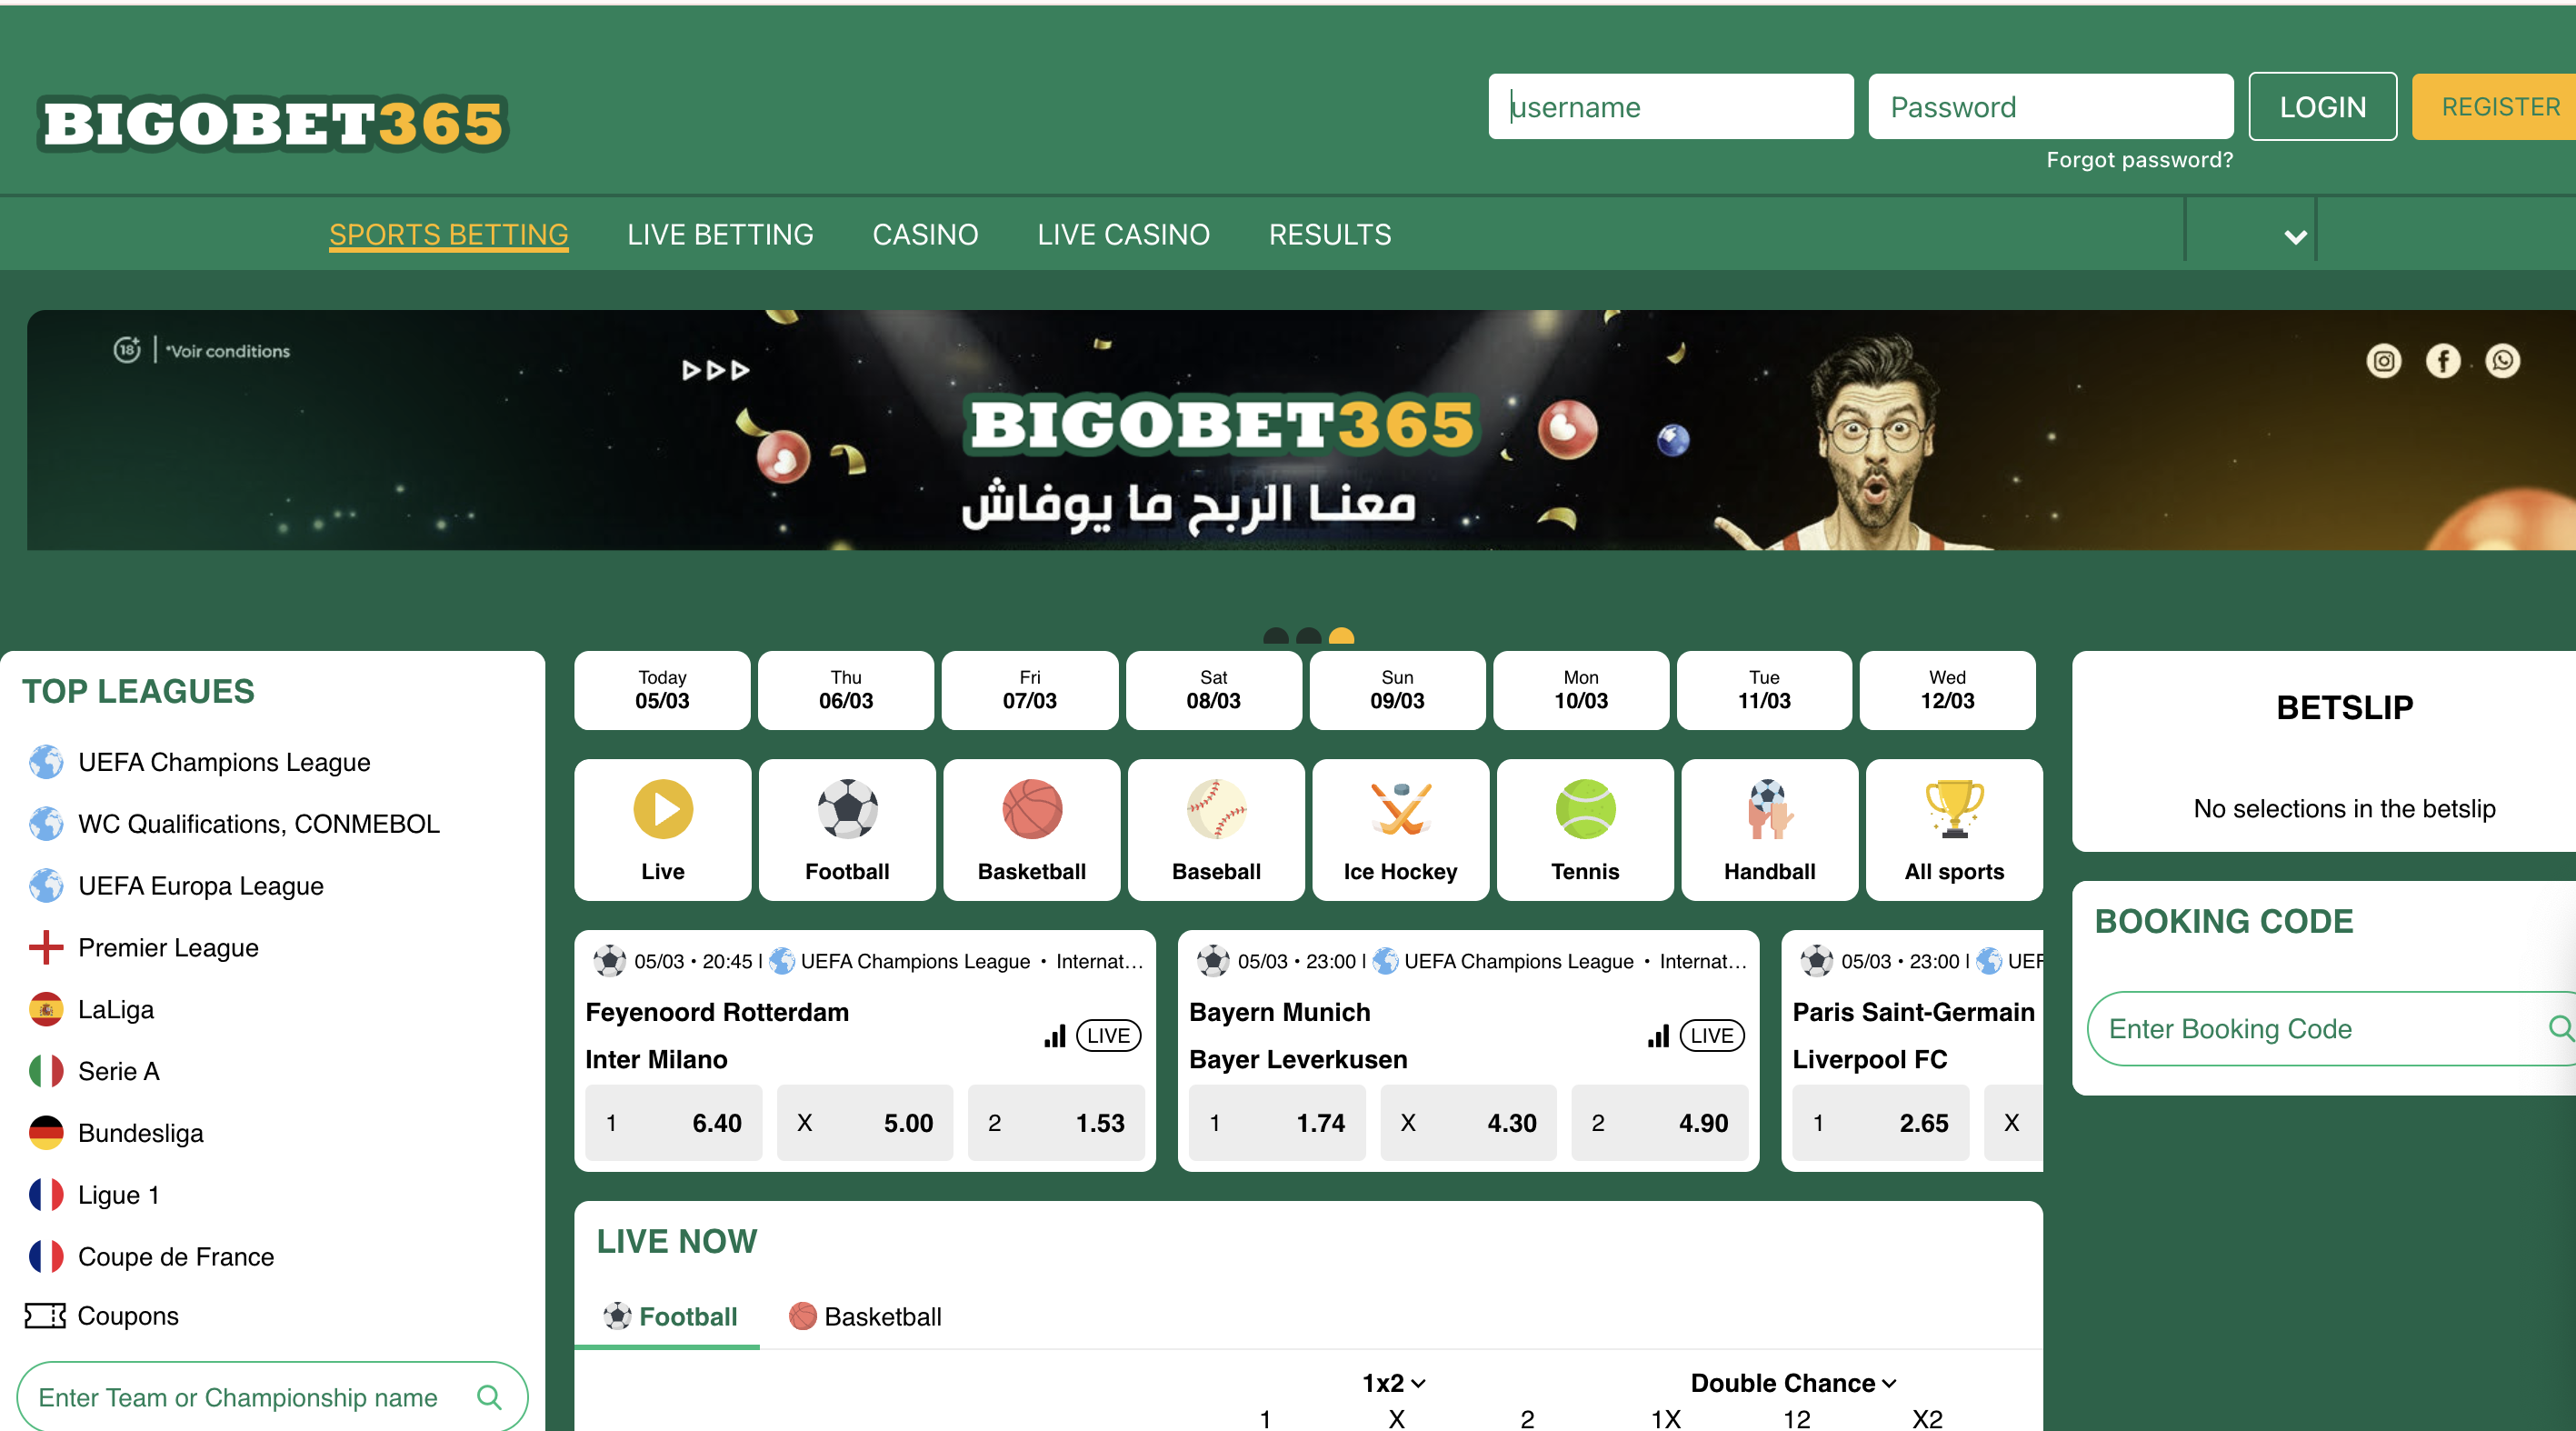 BIGOBET365
username
Password
LOGIN
REGISTER
Forgot password?
SPORTS BETTING
LIVE BETTING
CASINO
LIVE CASINO
RESULTS
18+ | *Voir conditions
BIGOBET365
معنا الربح ما يوفاش
TOP LEAGUES
UEFA Champions League
WC Qualifications, CONMEBOL
UEFA Europa League
Premier League
LaLiga
Serie A
Bundesliga
Ligue 1
Coupe de France
Coupons
Enter Team or Championship name
Today
05/03
Thu
06/03
Fri
07/03
Sat
08/03
Sun
09/03
Mon
10/03
Tue
11/03
Wed
12/03
Live
Football
Basketball
Baseball
Ice Hockey
Tennis
Handball
All sports
05/03 • 20:45 | UEFA Champions League • Internat...
Feyenoord Rotterdam
LIVE
Inter Milano
1 6.40 X 5.00 2 1.53
05/03 • 23:00 | UEFA Champions League • Internat...
Bayern Munich
LIVE
Bayer Leverkusen
1 1.74 X 4.30 2 4.90
05/03 • 23:00 | UEF
Paris Saint-Germain
Liverpool FC
1 2.65 X
LIVE NOW
Football
Basketball
1x2
Double Chance
1 X 2 1X 12 X2
BETSLIP
No selections in the betslip
BOOKING CODE
Enter Booking Code